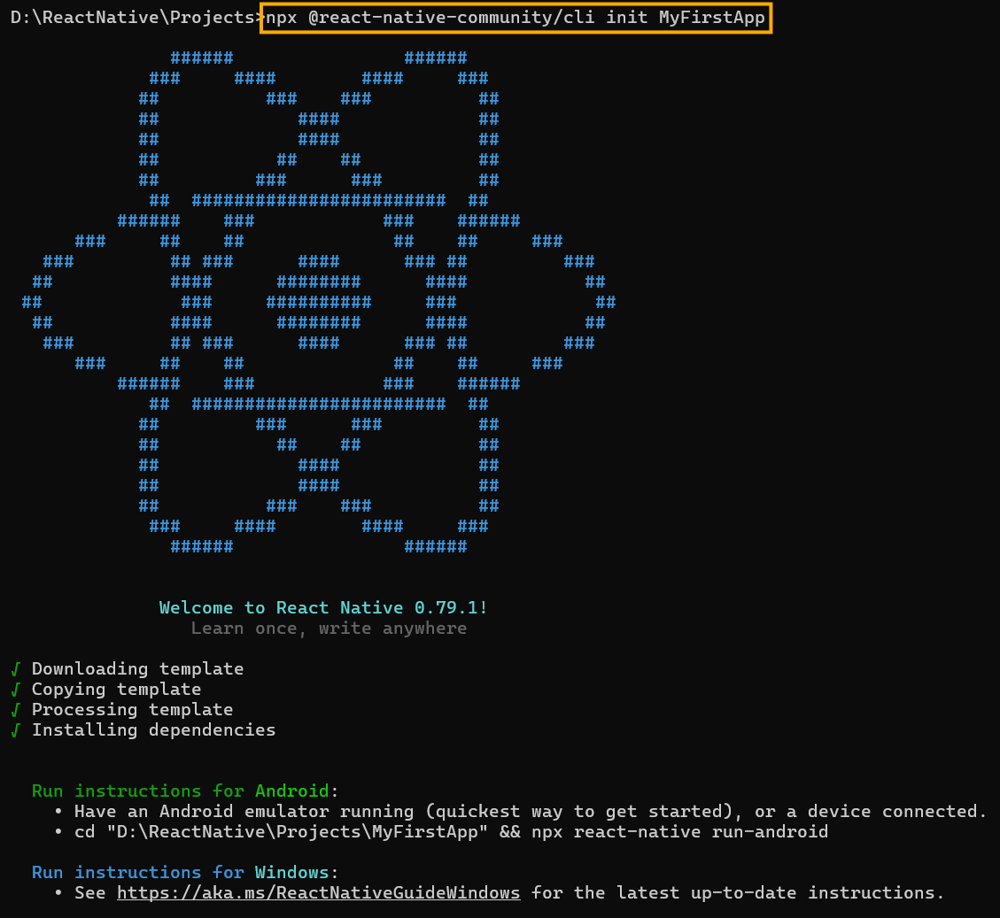 D:\ReactNative\Projects>npx @react-native-community/cli init MyFirstApp
               ######                ######
             ###     ####        ####     ###
            ##          ###    ###          ##
            ##             ####             ##
            ##             ####             ##
            ##           ##    ##           ##
            ##         ###      ###         ##
             ##  ########################  ##
          ######    ###            ###    ######
      ###     ##    ##              ##    ##     ###
   ###         ## ###      ####      ### ##         ###
  ##           ####      ########      ####           ##
 ##             ###     ##########     ###             ##
  ##           ####      ########      ####           ##
   ###         ## ###      ####      ### ##         ###
      ###     ##    ##              ##    ##     ###
          ######    ###            ###    ######
             ##  ########################  ##
            ##         ###      ###         ##
            ##           ##    ##           ##
            ##             ####             ##
            ##             ####             ##
            ##          ###    ###          ##
             ###     ####        ####     ###
               ######                ######
Welcome to React Native 0.79.1!
Learn once, write anywhere
√ Downloading template
√ Copying template
√ Processing template
√ Installing dependencies
Run instructions for Android:
• Have an Android emulator running (quickest way to get started), or a device connected.
• cd "D:\ReactNative\Projects\MyFirstApp" && npx react-native run-android
Run instructions for Windows:
• See https://aka.ms/ReactNativeGuideWindows for the latest up-to-date instructions.